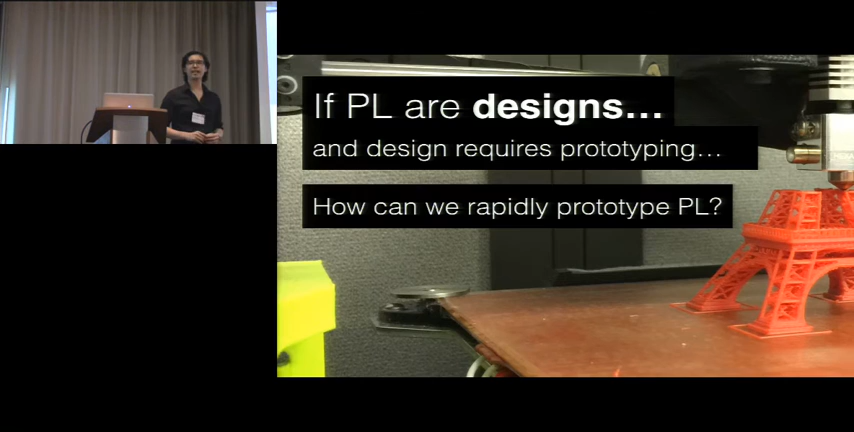 If PL are designs...
and design requires prototyping...
How can we rapidly prototype PL?